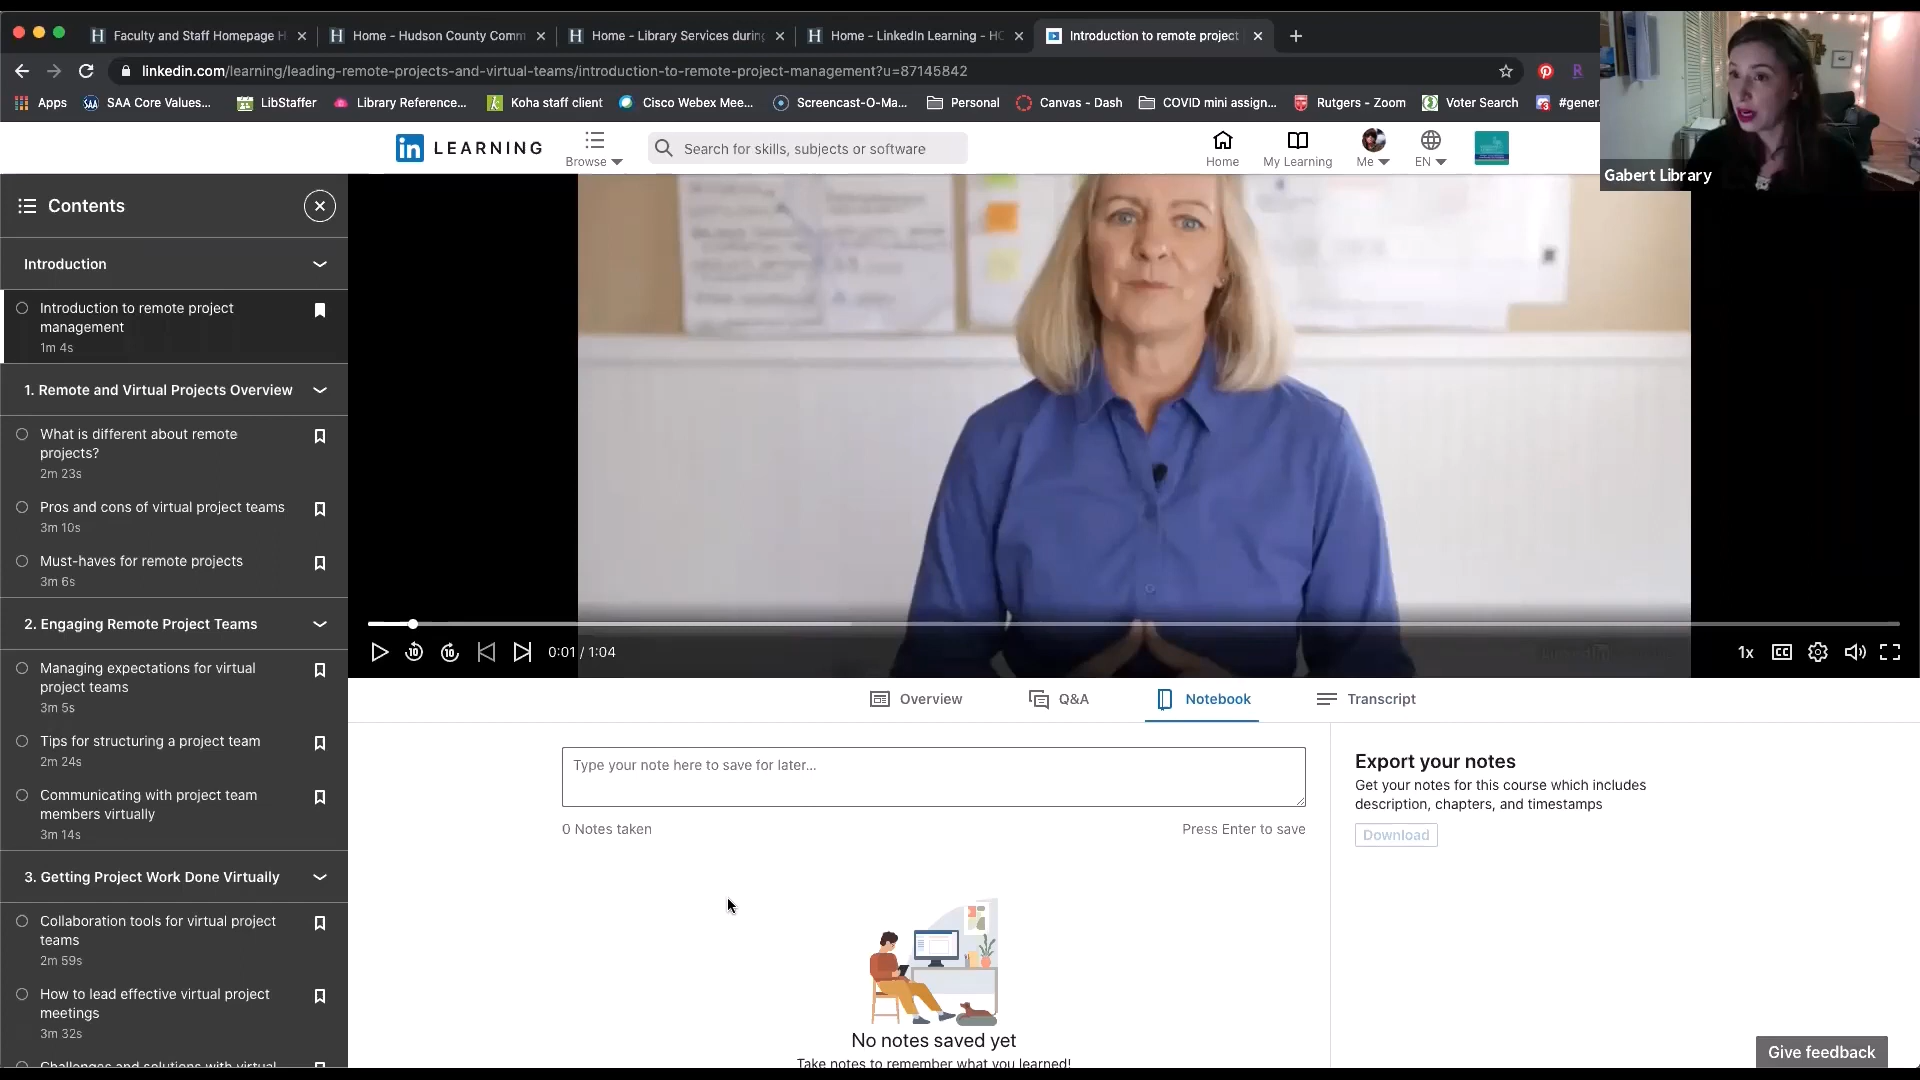 Faculty and Staff Homepage H
Home - Hudson County Comm
Home - Library Services during
Home - LinkedIn Learning - HC
Introduction to remote project
linkedin.com/learning/leading-remote-projects-and-virtual-teams/introduction-to-remote-project-management?u=87145842
Apps
SAA Core Values...
LibStaffer
Library Reference...
Koha staff client
Cisco Webex Mee...
Screencast-O-Ma...
Personal
Canvas - Dash
COVID mini assign...
Rutgers - Zoom
Voter Search
#gener
Gabert Library
in LEARNING
Browse
Search for skills, subjects or software
Home
My Learning
Me
EN
Contents
Introduction
Introduction to remote project
management
1m 4s
1. Remote and Virtual Projects Overview
What is different about remote
projects?
2m 23s
Pros and cons of virtual project teams
3m 10s
Must-haves for remote projects
3m 6s
2. Engaging Remote Project Teams
Managing expectations for virtual
project teams
3m 5s
Tips for structuring a project team
2m 24s
Communicating with project team
members virtually
3m 14s
3. Getting Project Work Done Virtually
Collaboration tools for virtual project
teams
2m 59s
How to lead effective virtual project
meetings
3m 32s
Challenges and solutions with virtual
10
10
0:01 / 1:04
1x
CC
Overview
Q&A
Notebook
Transcript
Type your note here to save for later...
0 Notes taken
Press Enter to save
Export your notes
Get your notes for this course which includes
description, chapters, and timestamps
Download
No notes saved yet
Take notes to remember what you learned!
Give feedback